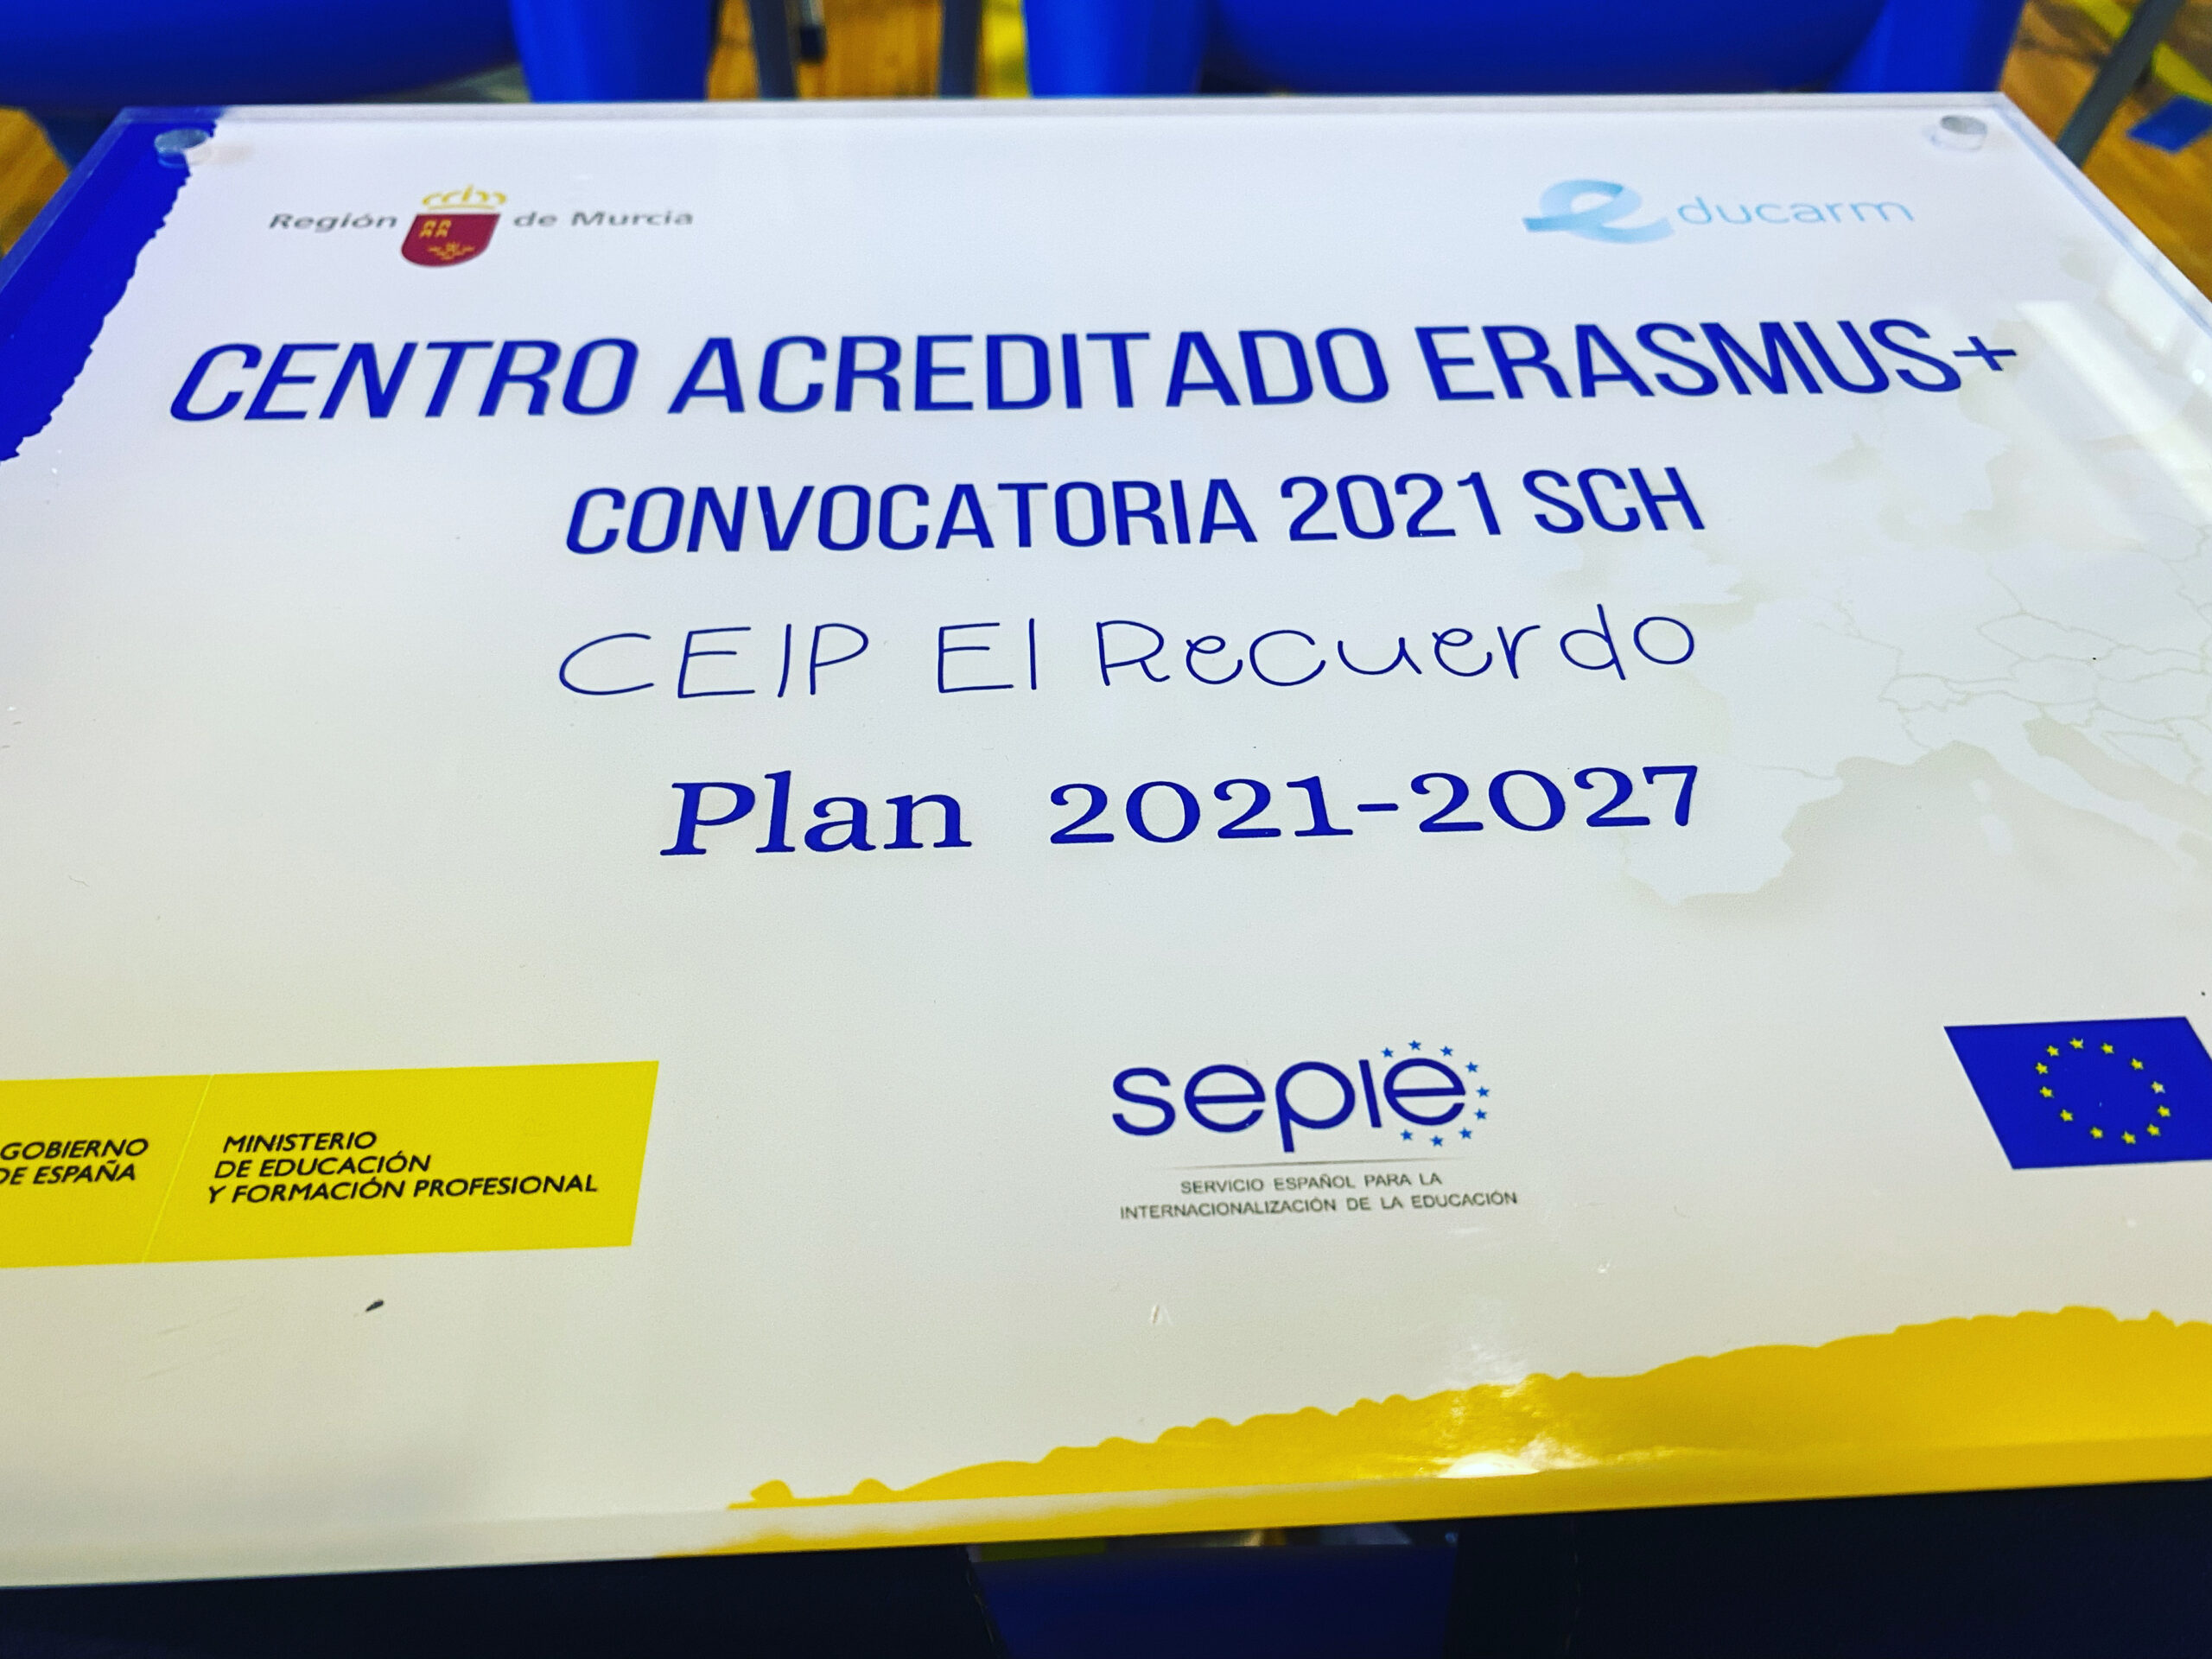 Región de Murcia
educarm
CENTRO ACREDITADO ERASMUS+
CONVOCATORIA 2021 SCH
CEIP El Recuerdo
Plan 2021-2027
GOBIERNO
DE ESPAÑA
MINISTERIO
DE EDUCACIÓN
Y FORMACIÓN PROFESIONAL
sepie
SERVICIO ESPAÑOL PARA LA
INTERNACIONALIZACIÓN DE LA EDUCACIÓN